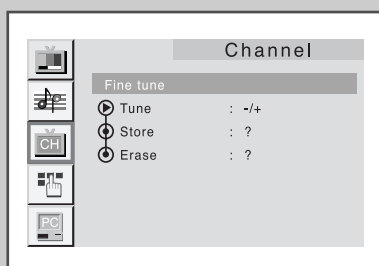 Channel
Fine tune
Tune : -/+
Store : ?
CH
Erase : ?
PC